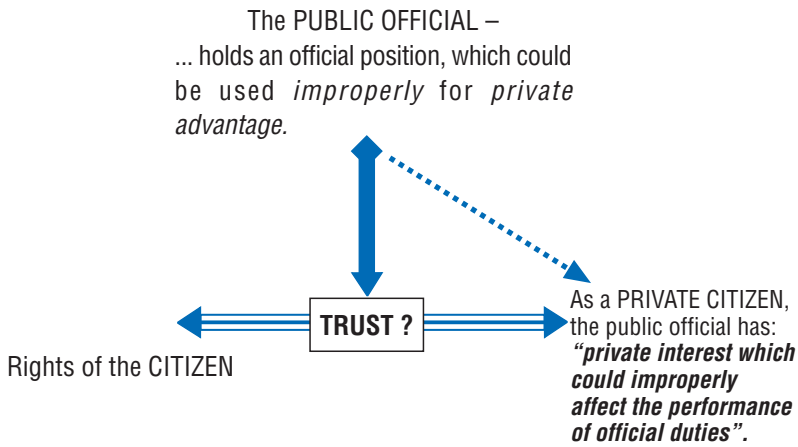 The PUBLIC OFFICIAL –
... holds an official position, which could
be used improperly for private
advantage.
TRUST ?
Rights of the CITIZEN
As a PRIVATE CITIZEN,
the public official has:
“private interest which
could improperly
affect the performance
of official duties”.